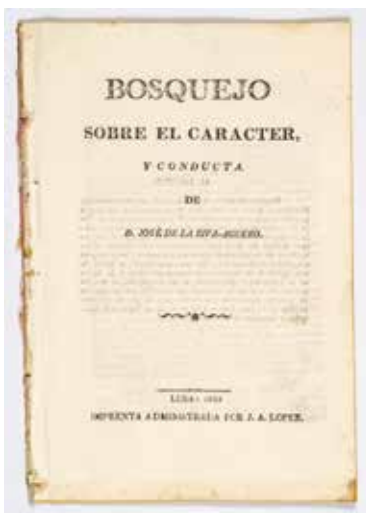 BOSQUEJO
SOBRE EL CARACTER,
Y CONDUCTA
DE
D. JOSÉ DE LA RIVA-AGUERO.
LIMA:
IMPRENTA ADMINISTRADA POR J. A. LOPEZ.